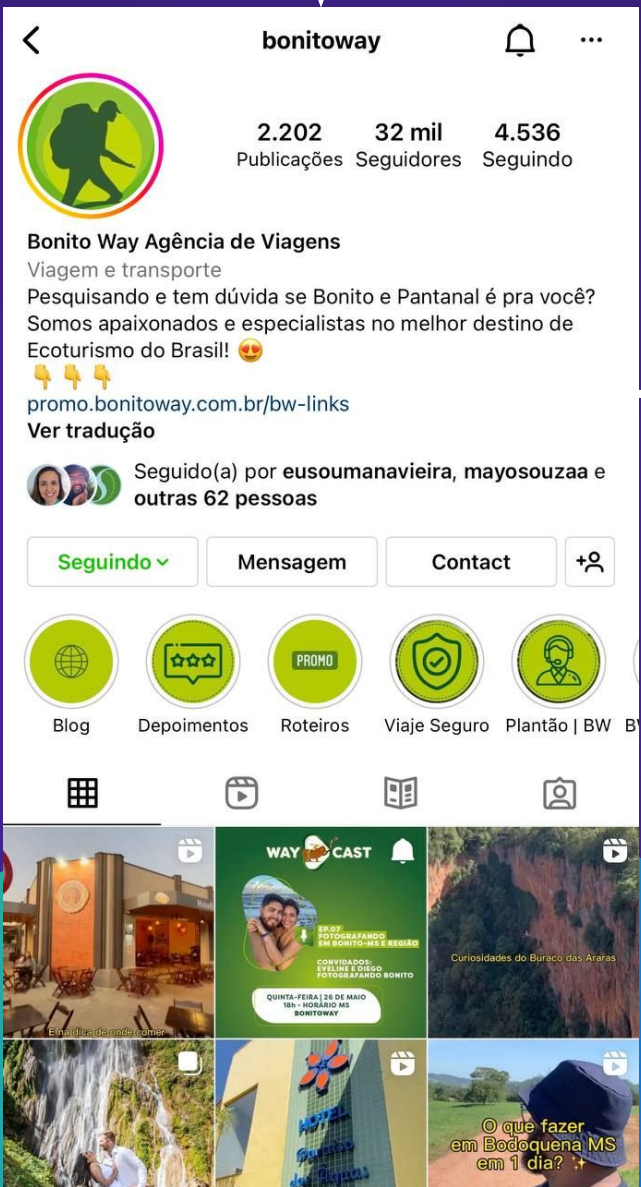 bonitoway
2.202
32 mil
4.536
Publicações
Seguidores
Seguindo
Bonito Way Agência de Viagens
Viagem e transporte
Pesquisando e tem dúvida se Bonito e Pantanal é pra você?
Somos apaixonados e especialistas no melhor destino de
Ecoturismo do Brasil! 😍
👇👇👇
promo.bonitoway.com.br/bw-links
Ver tradução
Seguido(a) por eusoumanavieira, mayosouzaa e
outras 62 pessoas
Seguindo
Mensagem
Contact
PROMO
Blog
Depoimentos
Roteiros
Viaje Seguro
Plantão | BW
E na dica de onde comer
WAY CAST
EP.07
FOTOGRAFANDO
EM BONITO-MS E REGIÃO
CONVIDADOS:
EVELINE E DIEGO
FOTOGRAFANDO BONITO
QUINTA-FEIRA | 26 DE MAIO
18h - HORÁRIO MS
BONITOWAY
Curiosidades do Buraco das Araras
HOTEL
Paraíso
das Águas
O que fazer
em Bodoquena MS
em 1 dia? ✨